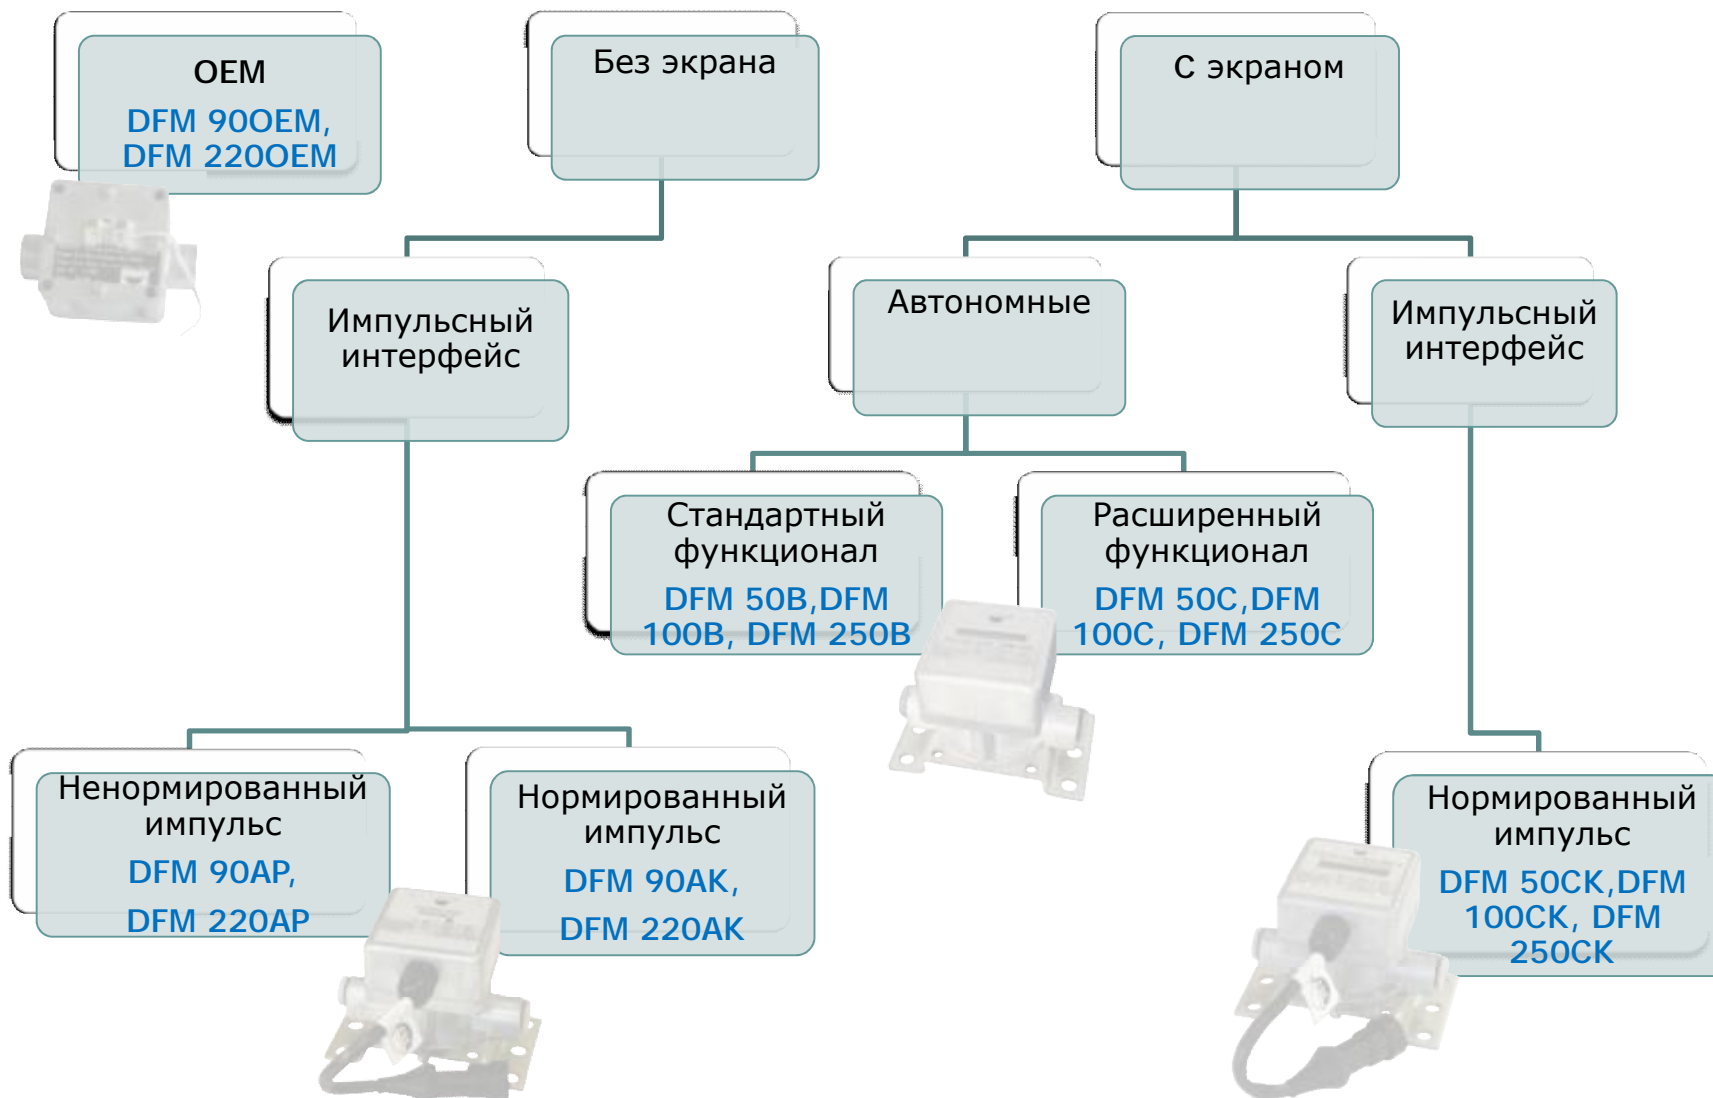 OEM
DFM 90OEM,
DFM 220OEM
Без экрана
С экраном
Импульсный
интерфейс
Автономные
Импульсный
интерфейс
Стандартный
функционал
DFM 50B,DFM
100B, DFM 250B
Расширенный
функционал
DFM 50C,DFM
100C, DFM 250C
Ненормированный
импульс
DFM 90AP,
DFM 220AP
Нормированный
импульс
DFM 90AK,
DFM 220AK
Нормированный
импульс
DFM 50CK,DFM
100CK, DFM
250CK